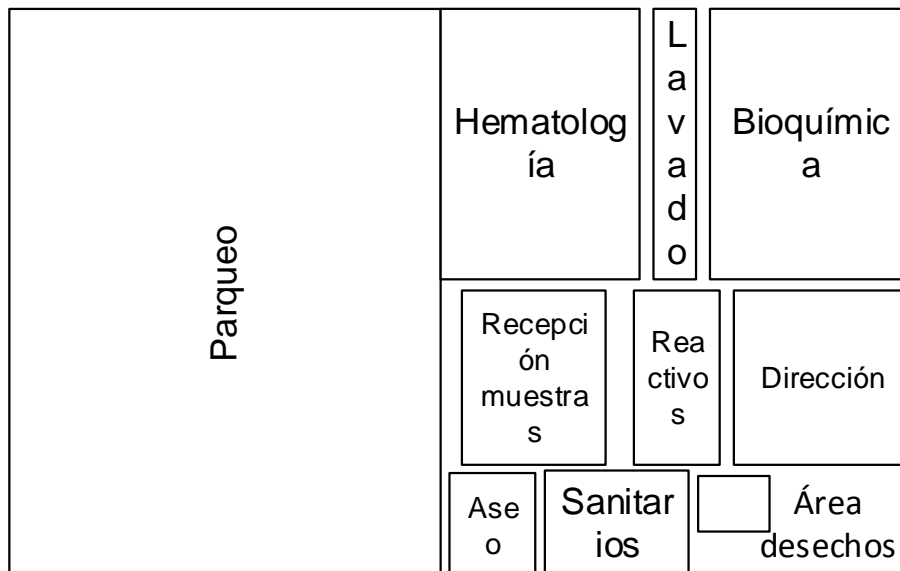 Parqueo
Hematolog
ía
L
a
v
a
d
o
Bioquímic
a
Recepci
ón
muestra
s
Rea
ctivo
s
Dirección
Ase
o
Sanitar
ios
Área
desechos